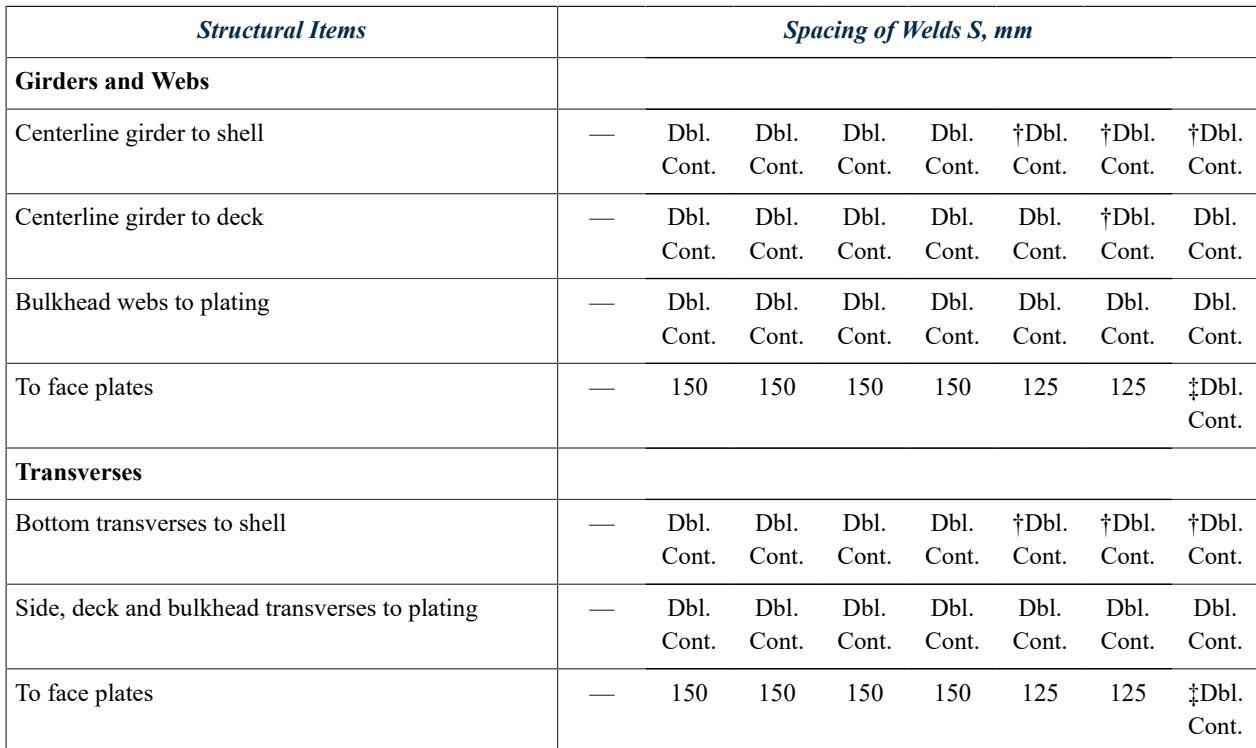 Structural Items Spacing of Welds S, mm
Girders and Webs
Centerline girder to shell — Dbl. Dbl. Dbl. Dbl. †Dbl. †Dbl. †Dbl.
Cont. Cont. Cont. Cont. Cont. Cont. Cont.
Centerline girder to deck — Dbl. Dbl. Dbl. Dbl. Dbl. †Dbl. Dbl.
Cont. Cont. Cont. Cont. Cont. Cont. Cont.
Bulkhead webs to plating — Dbl. Dbl. Dbl. Dbl. Dbl. Dbl. Dbl.
Cont. Cont. Cont. Cont. Cont. Cont. Cont.
To face plates — 150 150 150 150 125 125 ‡Dbl.
Cont.
Transverses
Bottom transverses to shell — Dbl. Dbl. Dbl. Dbl. †Dbl. †Dbl. †Dbl.
Cont. Cont. Cont. Cont. Cont. Cont. Cont.
Side, deck and bulkhead transverses to plating — Dbl. Dbl. Dbl. Dbl. Dbl. Dbl. Dbl.
Cont. Cont. Cont. Cont. Cont. Cont. Cont.
To face plates — 150 150 150 150 125 125 ‡Dbl.
Cont.